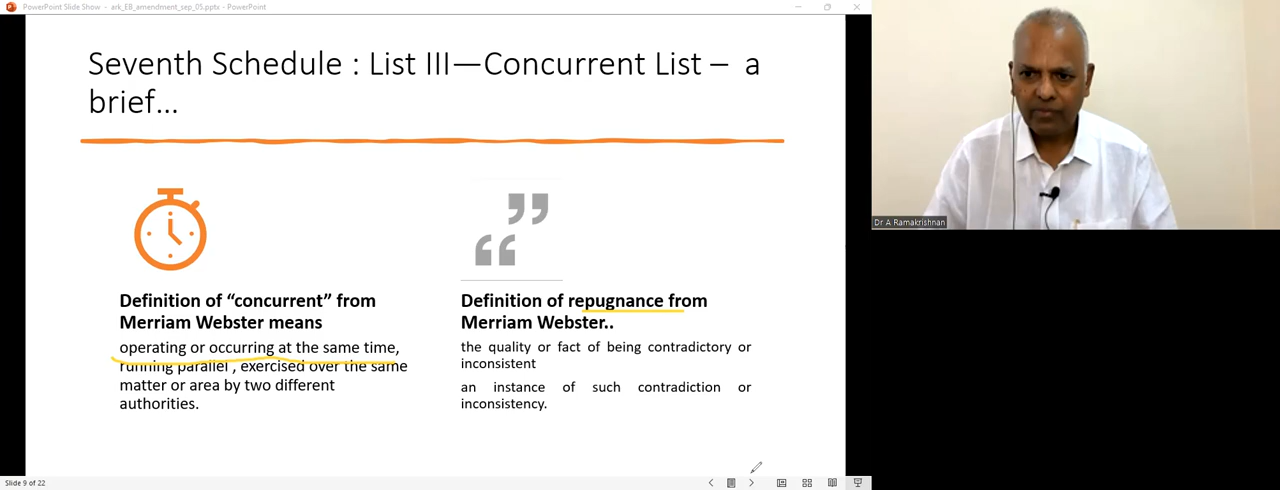 PowerPoint Slide Show - ark_EB_amendment_sep_05.pptx - PowerPoint
Seventh Schedule : List III—Concurrent List – a
brief...
Definition of “concurrent” from
Merriam Webster means
operating or occurring at the same time,
running parallel , exercised over the same
matter or area by two different
authorities.
Definition of repugnance from
Merriam Webster..
the quality or fact of being contradictory or
inconsistent
an instance of such contradiction or
inconsistency.
Dr A Ramakrishnan
Slide 9 of 22